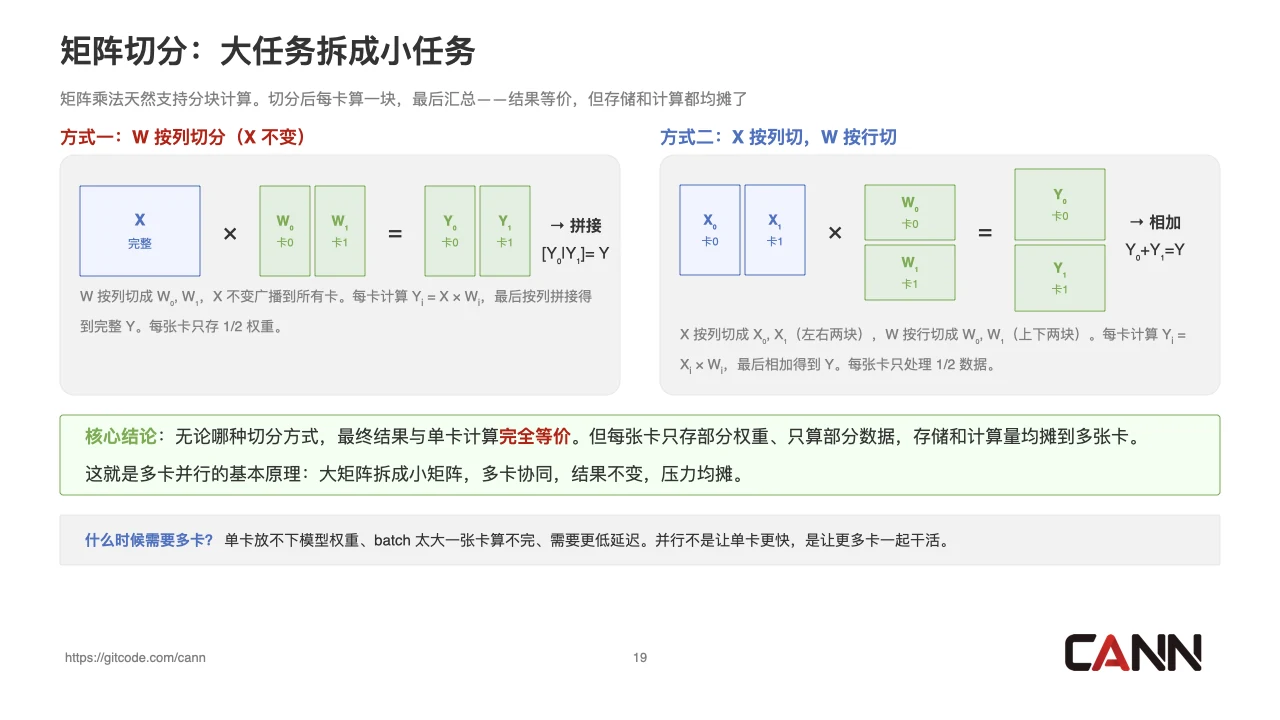 矩阵切分：大任务拆成小任务
矩阵乘法天然支持分块计算。切分后每卡算一块，最后汇总——结果等价，但存储和计算都均摊了
方式一：W 按列切分（X 不变）
X
完整
×
W₀
卡0
W₁
卡1
=
Y₀
卡0
Y₁
卡1
→ 拼接
[Y₀|Y₁]= Y
W 按列切成 W₀, W₁，X 不变广播到所有卡。每卡计算 Yᵢ = X × Wᵢ，最后按列拼接得
到完整 Y。每张卡只存 1/2 权重。
方式二：X 按列切，W 按行切
X₀
卡0
X₁
卡1
×
W₀
卡0
W₁
卡1
=
Y₀
卡0
Y₁
卡1
→ 相加
Y₀+Y₁=Y
X 按列切成 X₀, X₁（左右两块），W 按行切成 W₀, W₁（上下两块）。每卡计算 Yᵢ =
Xᵢ × Wᵢ，最后相加得到 Y。每张卡只处理 1/2 数据。
核心结论：无论哪种切分方式，最终结果与单卡计算完全等价。但每张卡只存部分权重、只算部分数据，存储和计算量均摊到多张卡。
这就是多卡并行的基本原理：大矩阵拆成小矩阵，多卡协同，结果不变，压力均摊。
什么时候需要多卡？ 单卡放不下模型权重、batch 太大一张卡算不完、需要更低延迟。并行不是让单卡更快，是让更多卡一起干活。
https://gitcode.com/cann
19
CANN